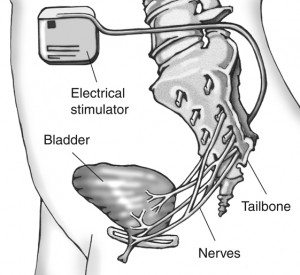 Electrical
stimulator
Bladder
Tailbone
Nerves